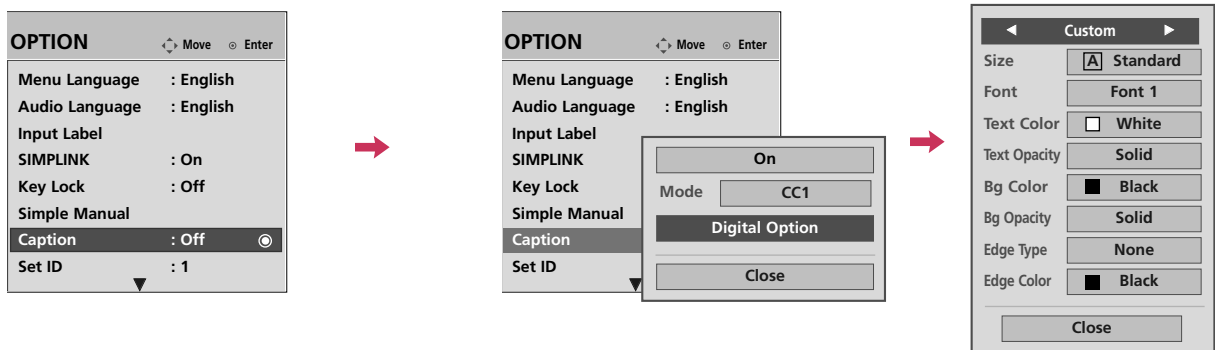 OPTION Move Enter
Menu Language : English
Audio Language : English
Input Label
SIMPLINK : On
Key Lock : Off
Simple Manual
Caption : Off
Set ID : 1
OPTION Move Enter
Menu Language : English
Audio Language : English
Input Label
SIMPLINK
Key Lock
Simple Manual
Caption
Set ID
On
Mode CC1
Digital Option
Close
Custom
Size A Standard
Font Font 1
Text Color White
Text Opacity Solid
Bg Color Black
Bg Opacity Solid
Edge Type None
Edge Color Black
Close